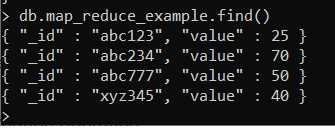 > db.map_reduce_example.find()
{ "_id" : "abc123", "value" : 25 }
{ "_id" : "abc234", "value" : 70 }
{ "_id" : "abc777", "value" : 50 }
{ "_id" : "xyz345", "value" : 40 }
>